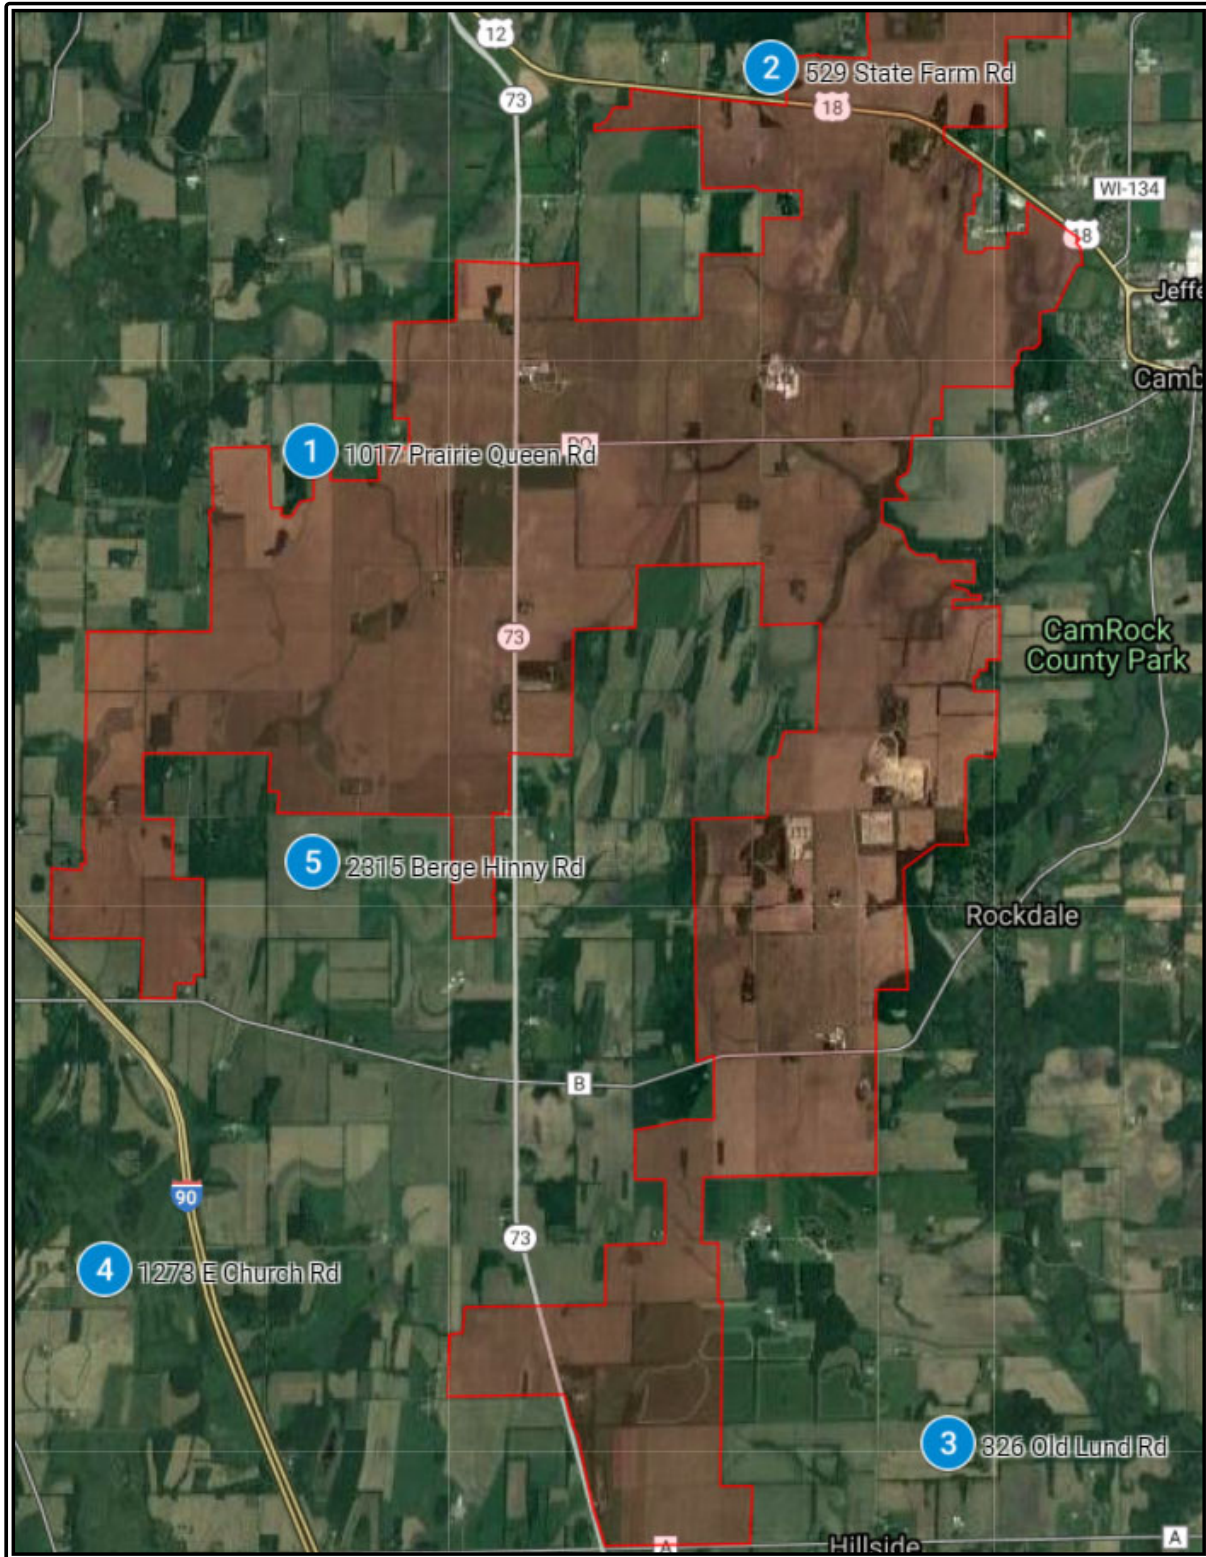 12
2
529 State Farm Rd
73
18
WI-134
18
Jeffe
Camb
1
1017 Prairie Queen Rd
PQ
73
CamRock
County Park
5
2315 Berge Hinny Rd
Rockdale
B
90
73
4
1273 E Church Rd
3
326 Old Lund Rd
A
Hillside
A